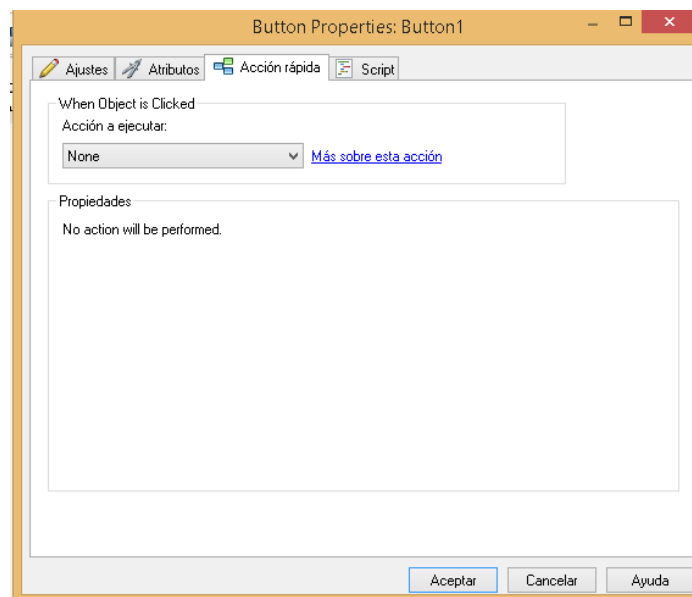 Button Properties: Button1
Ajustes Atributos Acción rápida Script
When Object is Clicked
Acción a ejecutar:
None Más sobre esta acción
Propiedades
No action will be performed.
Aceptar Cancelar Ayuda